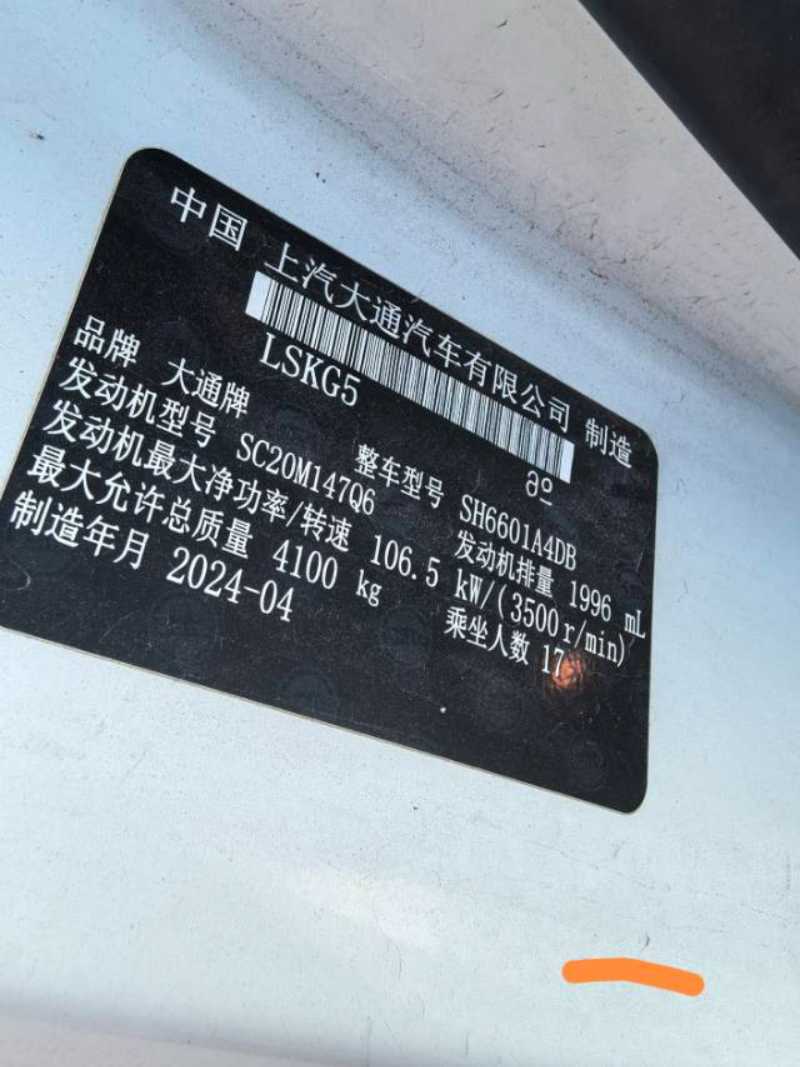 中国 上汽大通汽车有限公司 制造
LSKG5
品牌 大通牌 整车型号 SH6601A4DB
发动机型号 SC20M147Q6 发动机排量 1996 mL
发动机最大净功率/转速 106.5 kW/(3500r/min)
最大允许总质量 4100 kg 乘坐人数 17
制造年月 2024-04